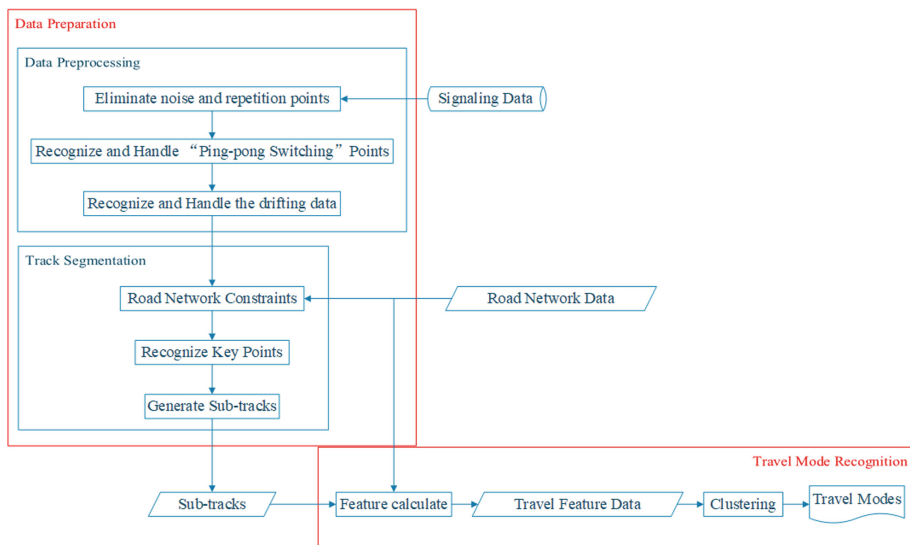 Data Preparation
Data Preprocessing
Eliminate noise and repetition points
Signaling Data
Recognize and Handle “Ping-pong Switching” Points
Recognize and Handle the drifting data
Track Segmentation
Road Network Constraints
Road Network Data
Recognize Key Points
Generate Sub-tracks
Travel Mode Recognition
Sub-tracks
Feature calculate
Travel Feature Data
Clustering
Travel Modes